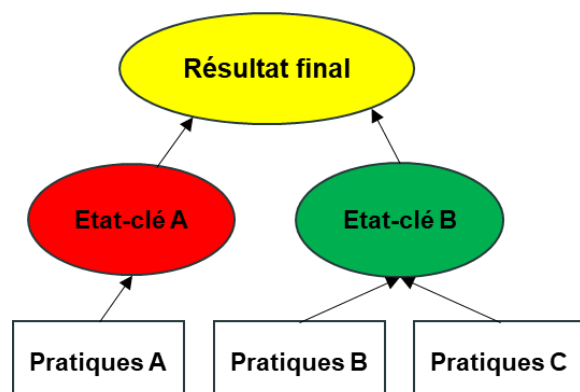 Résultat final
Etat-clé A
Etat-clé B
Pratiques A
Pratiques B
Pratiques C